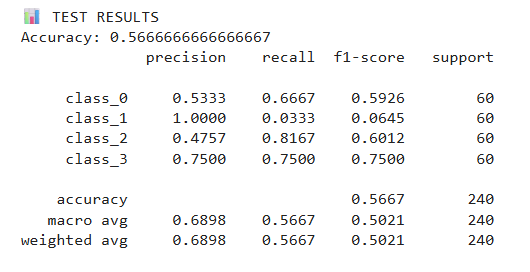 📊 TEST RESULTS
Accuracy: 0.5666666666666667
precision recall f1-score support
class_0 0.5333 0.6667 0.5926 60
class_1 1.0000 0.0333 0.0645 60
class_2 0.4757 0.8167 0.6012 60
class_3 0.7500 0.7500 0.7500 60
accuracy 0.5667 240
macro avg 0.6898 0.5667 0.5021 240
weighted avg 0.6898 0.5667 0.5021 240